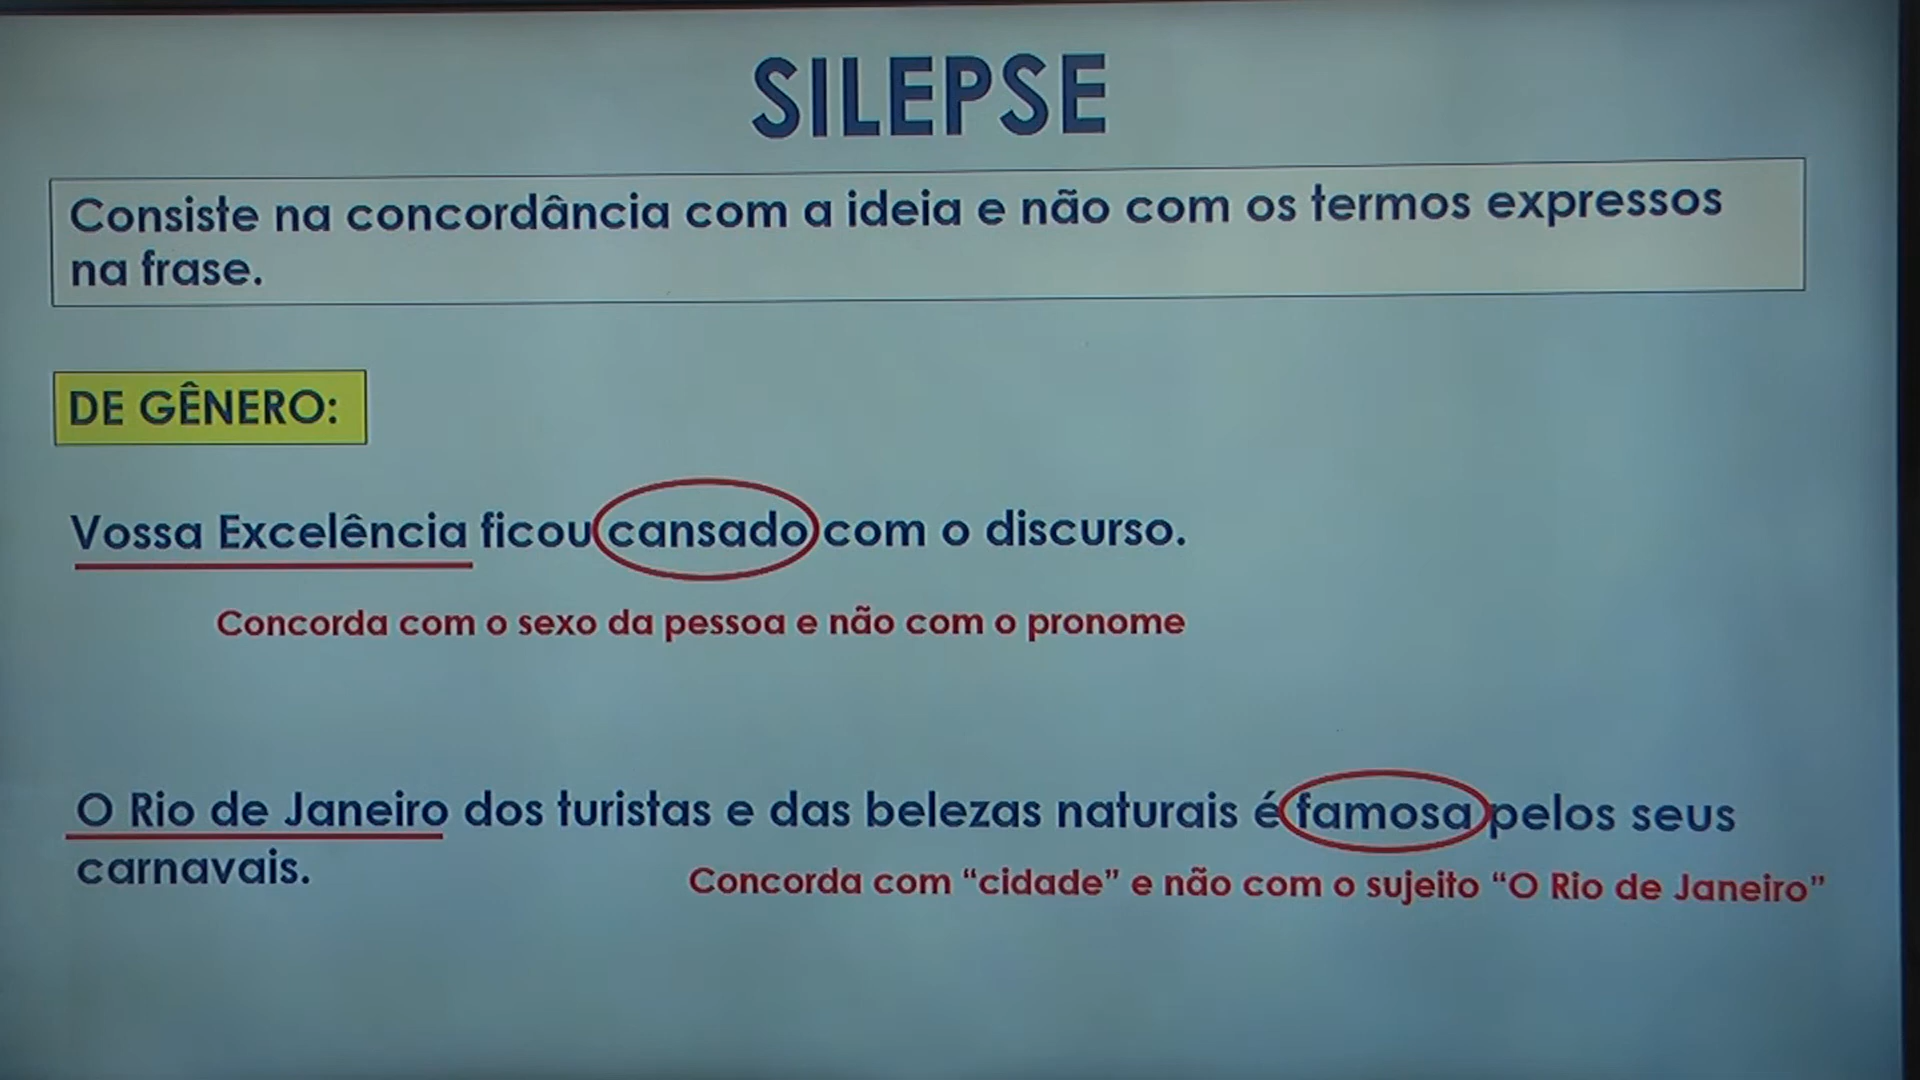 SILEPSE
Consiste na concordância com a ideia e não com os termos expressos
na frase.
DE GÊNERO:
Vossa Excelência ficou cansado com o discurso.
Concorda com o sexo da pessoa e não com o pronome
O Rio de Janeiro dos turistas e das belezas naturais é famosa pelos seus
carnavais.
Concorda com “cidade” e não com o sujeito “O Rio de Janeiro”